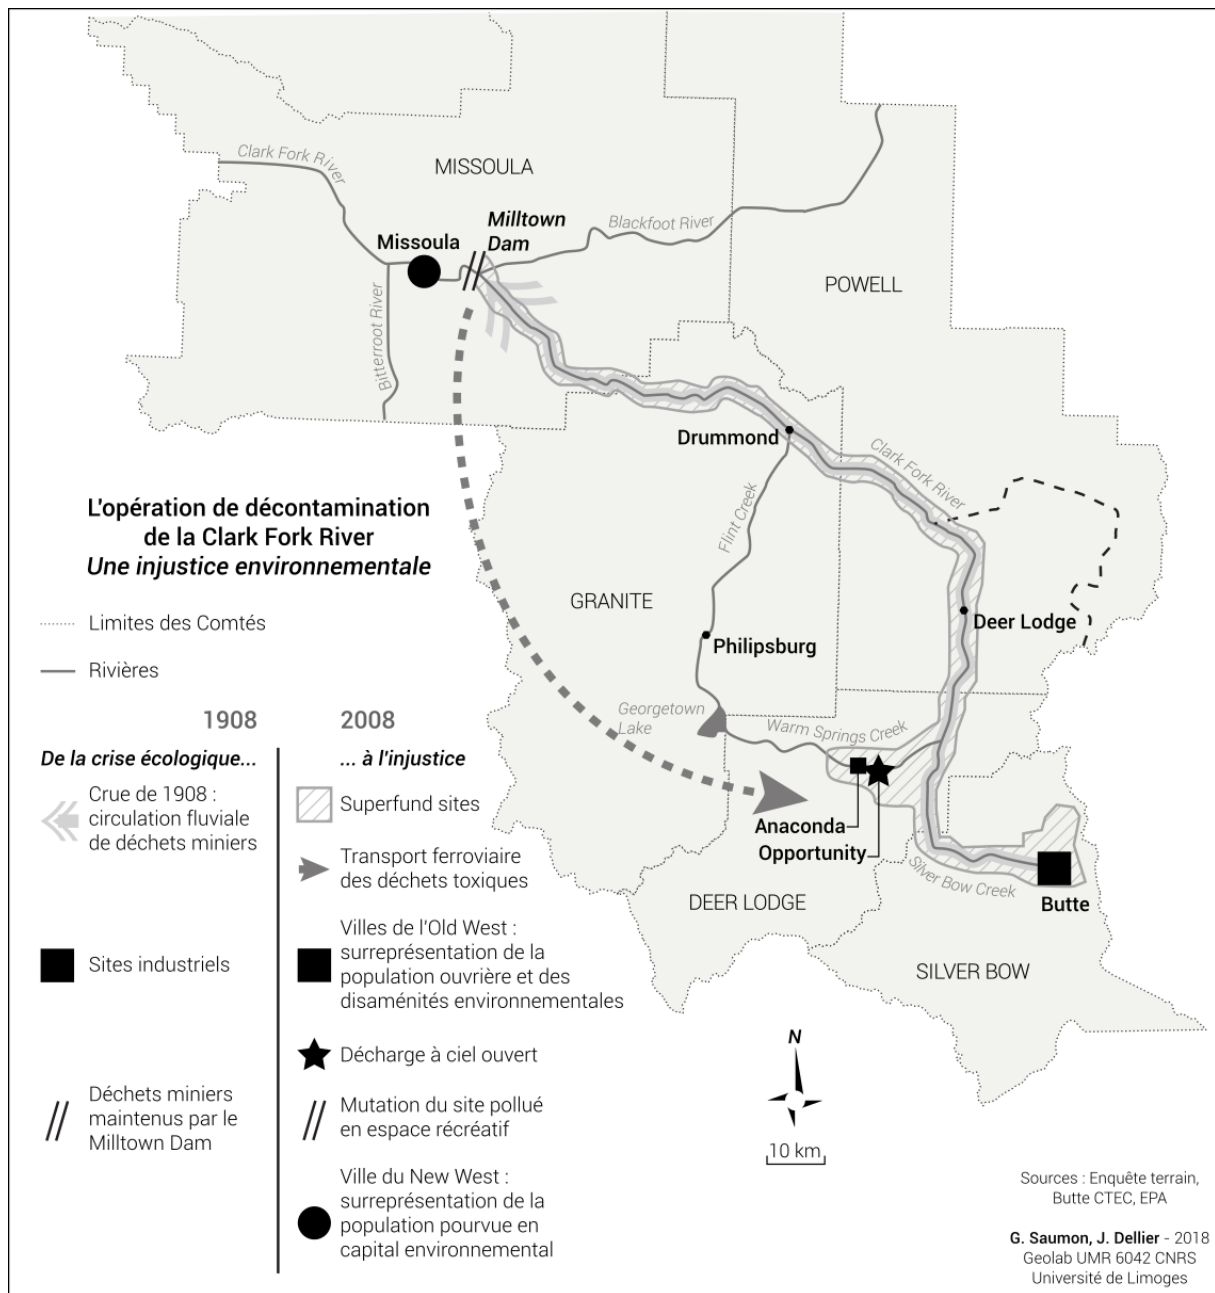 Clark Fork River
MISSOULA
Milltown
Dam
Blackfoot River
Missoula
POWELL
Bitterroot River
Drummond
Clark Fork River
Flint Creek
L'opération de décontamination
de la Clark Fork River
Une injustice environnementale
GRANITE
Limites des Comtés
Deer Lodge
Philipsburg
Rivières
Georgetown
Lake
Warm Springs Creek
1908
2008
De la crise écologique...
... à l'injustice
Crue de 1908 :
circulation fluviale
de déchets miniers
Superfund sites
Anaconda
Opportunity
Transport ferroviaire
des déchets toxiques
Silver Bow Creek
Butte
DEER LODGE
SILVER BOW
Sites industriels
Villes de l'Old West :
surreprésentation de la
population ouvrière et des
disaménités environnementales
Décharge à ciel ouvert
N
Déchets miniers
maintenus par le
Milltown Dam
Mutation du site pollué
en espace récréatif
10 km
Ville du New West :
surreprésentation de la
population pourvue en
capital environnemental
Sources : Enquête terrain,
Butte CTEC, EPA
G. Saumon, J. Dellier - 2018
Geolab UMR 6042 CNRS
Université de Limoges